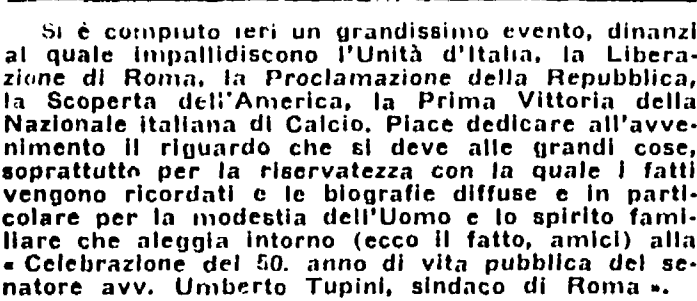 Si è compiuto ieri un grandissimo evento, dinanzi
al quale impallidiscono l'Unità d'Italia, la Libera-
zione di Roma, la Proclamazione della Repubblica,
la Scoperta dell'America, la Prima Vittoria della
Nazionale italiana di Calcio. Piace dedicare all'avve-
nimento il riguardo che si deve alle grandi cose,
soprattutto per la riservatezza con la quale i fatti
vengono ricordati e le biografie diffuse e in parti-
colare per la modestia dell'Uomo e lo spirito fami-
liare che aleggia intorno (ecco il fatto, amici) alla
« Celebrazione del 50. anno di vita pubblica del se-
natore avv. Umberto Tupini, sindaco di Roma ».